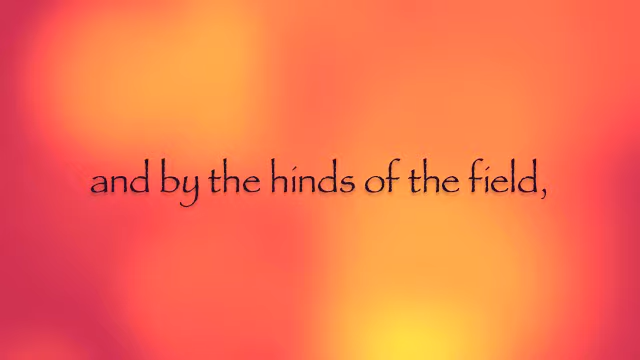 and by the hinds of the field,